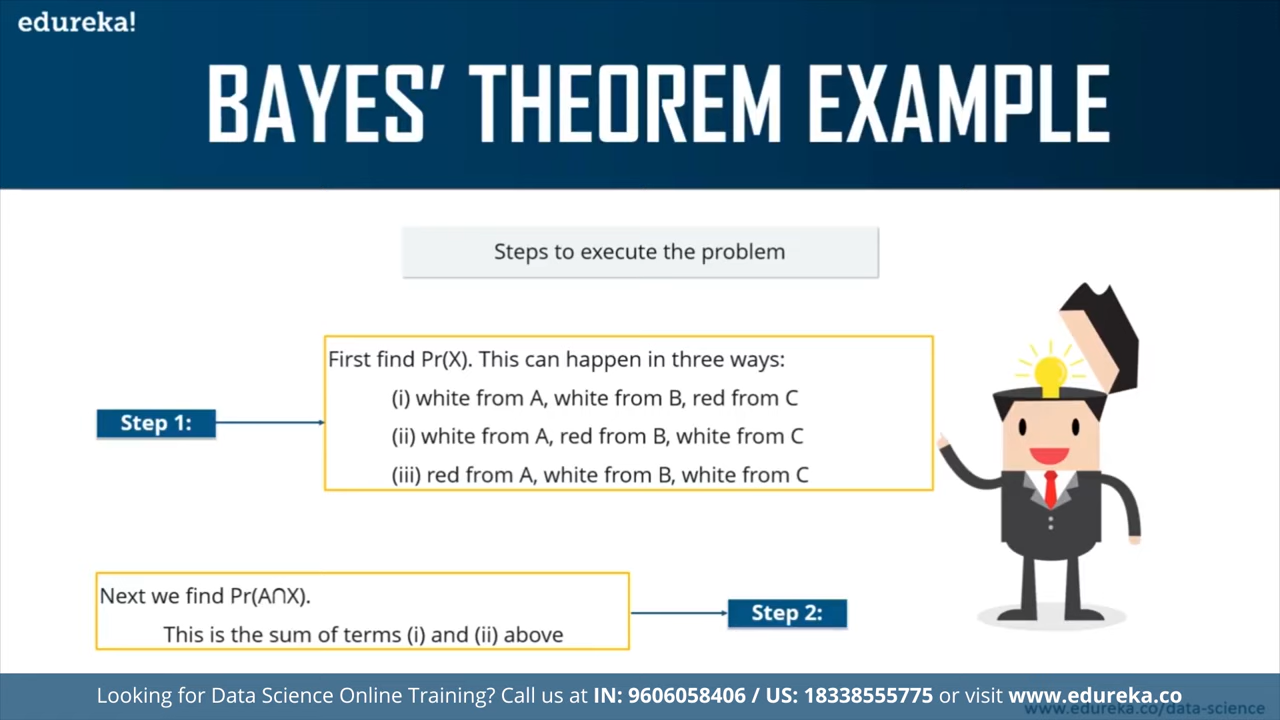 edureka!
BAYES' THEOREM EXAMPLE
Steps to execute the problem
First find Pr(X). This can happen in three ways:
(i) white from A, white from B, red from C
(ii) white from A, red from B, white from C
(iii) red from A, white from B, white from C
Step 1:
Next we find Pr(A∩X).
This is the sum of terms (i) and (ii) above
Step 2:
Looking for Data Science Online Training? Call us at IN: 9606058406 / US: 18338555775 or visit www.edureka.co
www.edureka.co/data-science